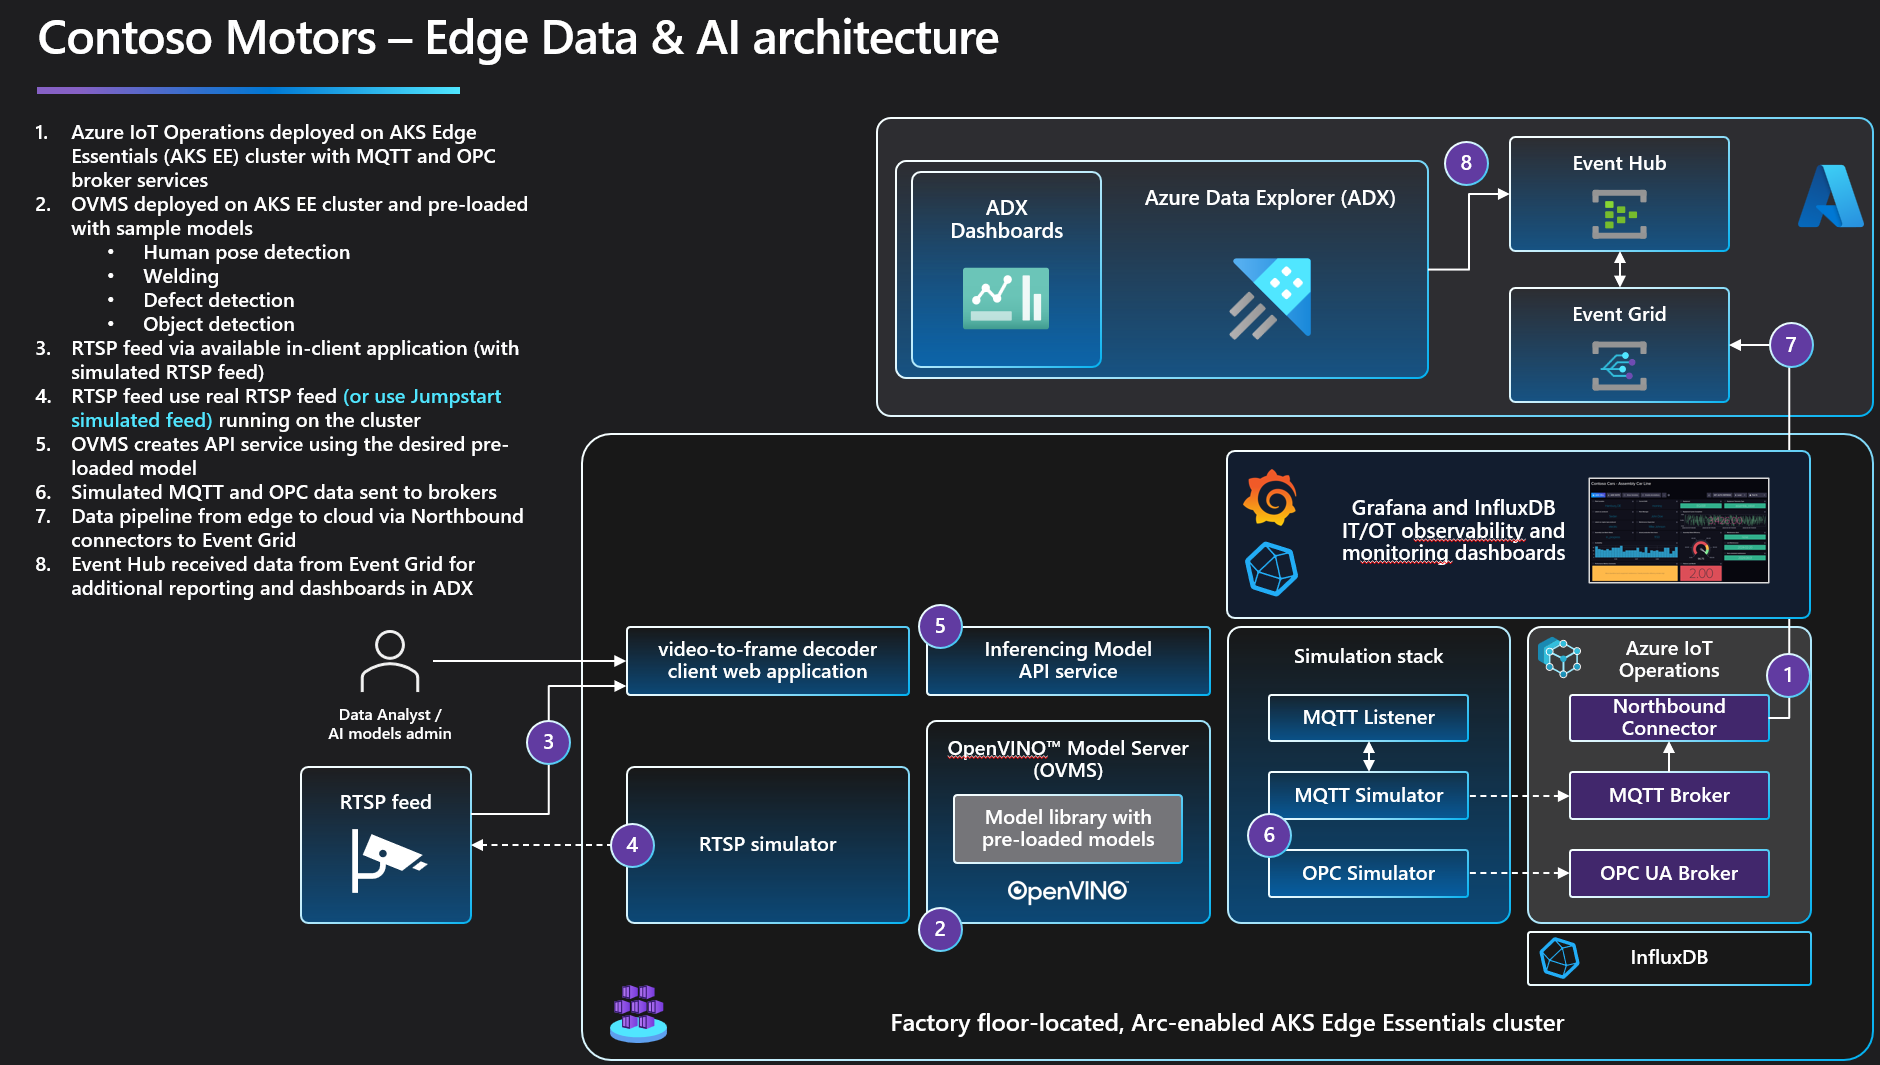 Contoso Motors – Edge Data & AI architecture
1. Azure IoT Operations deployed on AKS Edge
Essentials (AKS EE) cluster with MQTT and OPC
broker services
2. OVMS deployed on AKS EE cluster and pre-loaded
with sample models
• Human pose detection
• Welding
• Defect detection
• Object detection
3. RTSP feed via available in-client application (with
simulated RTSP feed)
4. RTSP feed use real RTSP feed (or use Jumpstart
simulated feed) running on the cluster
5. OVMS creates API service using the desired pre-
loaded model
6. Simulated MQTT and OPC data sent to brokers
7. Data pipeline from edge to cloud via Northbound
connectors to Event Grid
8. Event Hub received data from Event Grid for
additional reporting and dashboards in ADX
ADX
Dashboards
Azure Data Explorer (ADX)
8
Event Hub
Event Grid
7
Grafana and InfluxDB
IT/OT observability and
monitoring dashboards
Contoso Cars - Assembly Car Line
2.00
Data Analyst /
AI models admin
3
RTSP feed
video-to-frame decoder
client web application
5
Inferencing Model
API service
4
RTSP simulator
OpenVINO™ Model Server
(OVMS)
Model library with
pre-loaded models
OpenVINO™
2
Simulation stack
MQTT Listener
MQTT Simulator
6
OPC Simulator
Azure IoT
Operations
1
Northbound
Connector
MQTT Broker
OPC UA Broker
InfluxDB
Factory floor-located, Arc-enabled AKS Edge Essentials cluster